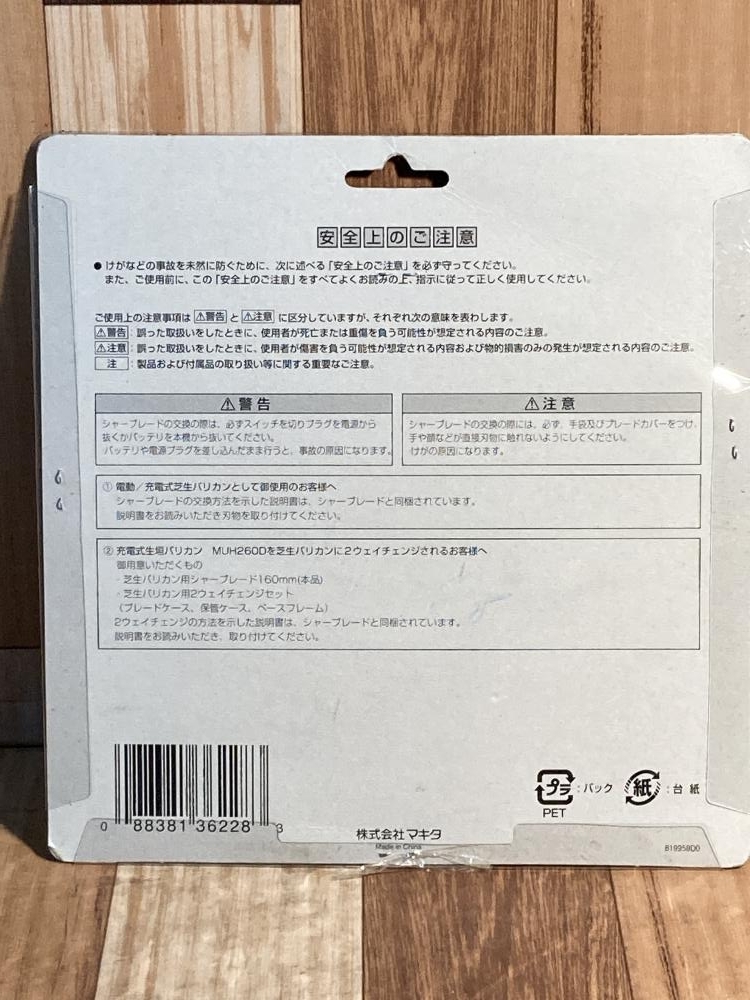 安全上のご注意
● けがなどの事故を未然に防ぐために、次に述べる「安全上のご注意」を必ず守ってください。
また、ご使用前に、この「安全上のご注意」をすべてよくお読みの上、指示に従って正しく使用してください。
ご使用上の注意事項は ⚠警告 と ⚠注意 に区分していますが、それぞれ次の意味を表わします。
⚠警告 : 誤った取扱いをしたときに、使用者が死亡または重傷を負う可能性が想定される内容のご注意。
⚠注意 : 誤った取扱いをしたときに、使用者が傷害を負う可能性が想定される内容および物的損害のみの発生が想定される内容のご注意。
注 : 製品および付属品の取り扱い等に関する重要なご注意。
⚠警告
シャーブレードの交換の際は、必ずスイッチを切りプラグを電源から
抜くかバッテリを本機から抜いてください。
バッテリや電源プラグを差し込んだまま行うと、事故の原因になります。
⚠注意
シャーブレードの交換の際には、必ず、手袋及びブレードカバーをつけ、
手や顔などが直接刃物に触れないようにしてください。
けがの原因になります。
① 電動／充電式芝生バリカンとして御使用のお客様へ
シャーブレードの交換方法を示した説明書は、シャーブレードと同梱されています。
説明書をお読みいただき刃物を取り付けてください。
② 充電式生垣バリカン MUH260Dを芝生バリカンに2ウェイチェンジされるお客様へ
御用意いただくもの
・芝生バリカン用シャーブレード160mm(本品)
・芝生バリカン用2ウェイチェンジセット
（ブレードケース、保管ケース、ベースフレーム）
2ウェイチェンジの方法を示した説明書は、シャーブレードと同梱されています。
説明書をお読みいただき、取り付けてください。
プラ : パック 紙 : 台紙
PET
0 88381 36228 3
株式会社マキタ
Made in China
819958D0